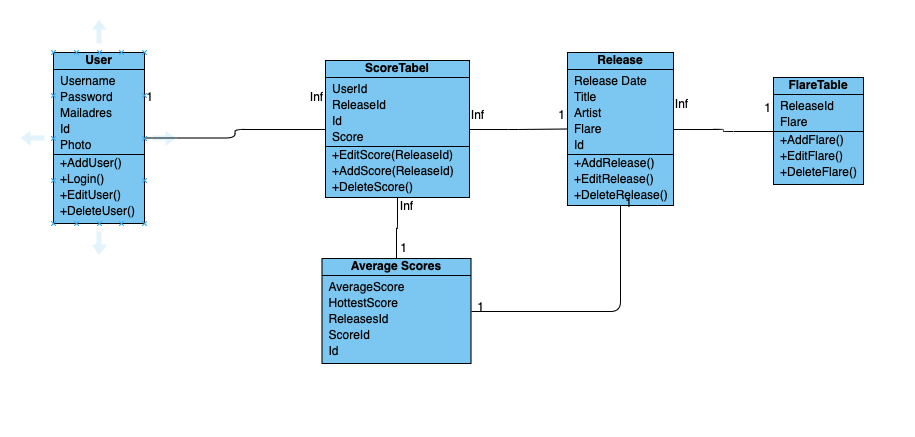 User
Username
Password
Mailadres
Id
Photo
+AddUser()
+Login()
+EditUser()
+DeleteUser()
1
Inf
ScoreTabel
UserId
ReleaseId
Id
Score
+EditScore(ReleaseId)
+AddScore(ReleaseId)
+DeleteScore()
Inf
1
Inf
1
Release
Release Date
Title
Artist
Flare
Id
+AddRelease()
+EditRelease()
+DeleteRelease()
1
Inf
1
FlareTable
ReleaseId
Flare
+AddFlare()
+EditFlare()
+DeleteFlare()
Average Scores
AverageScore
HottestScore
ReleasesId
ScoreId
Id
1